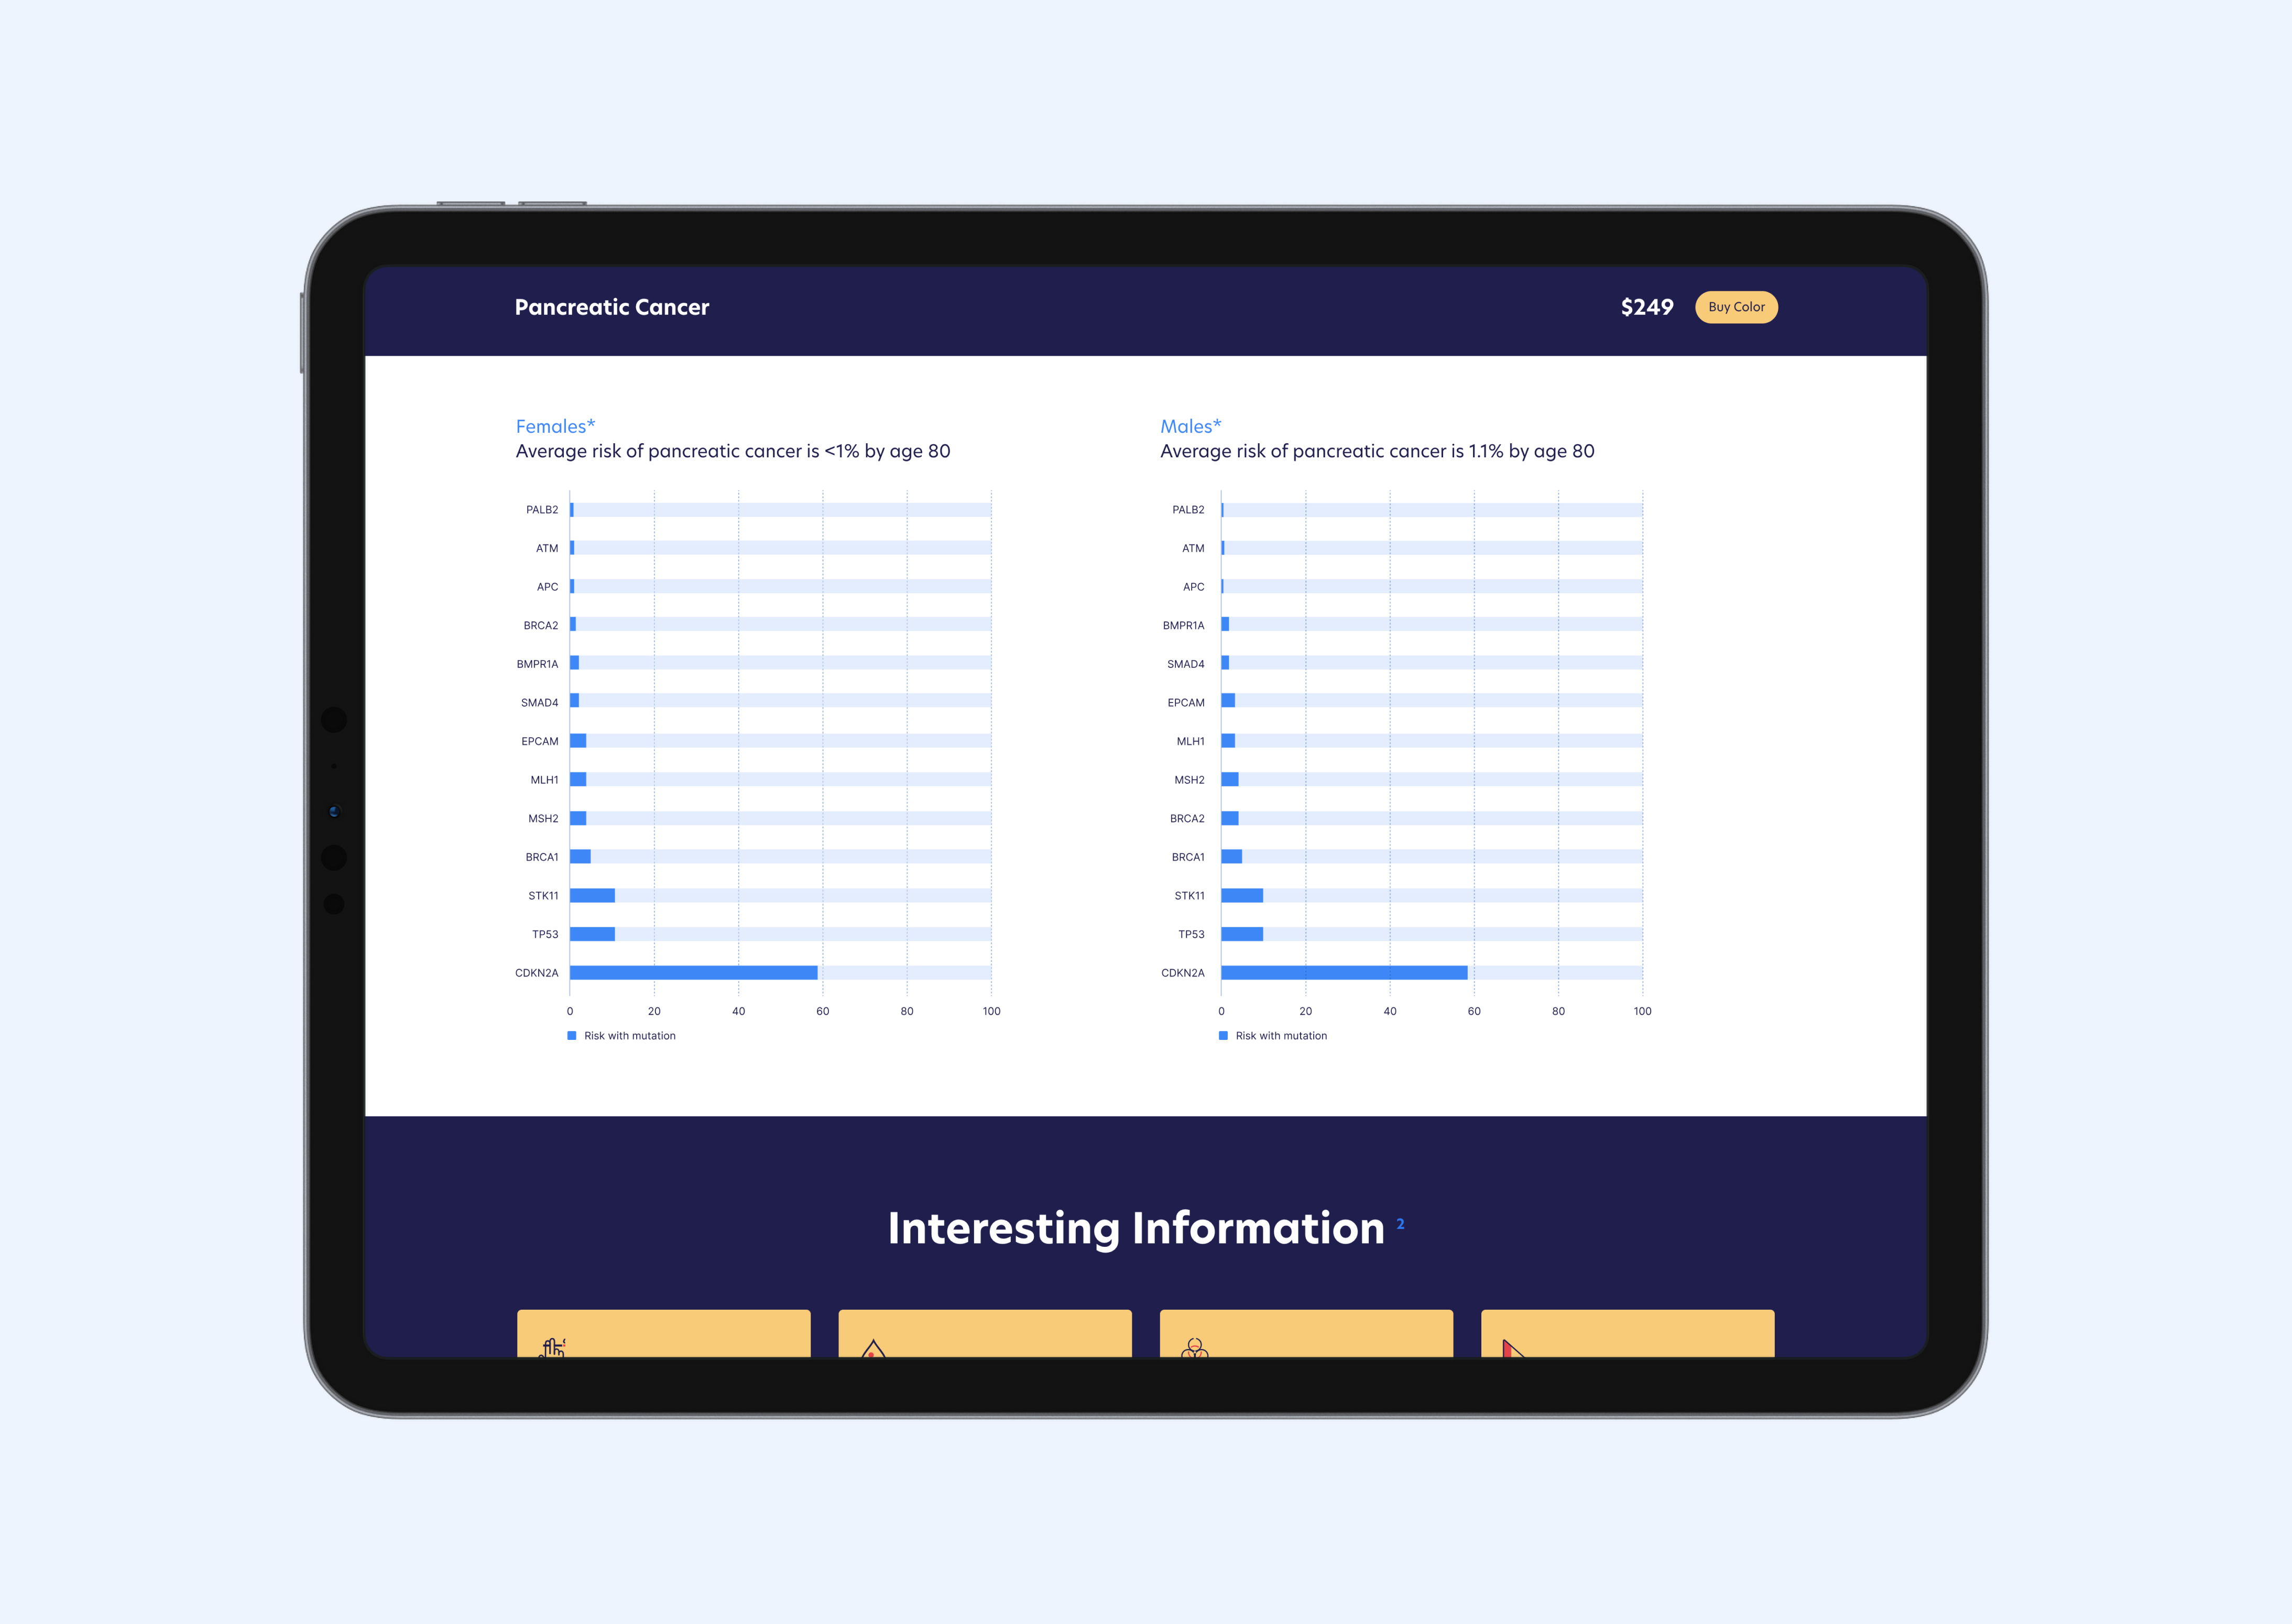 Pancreatic Cancer
$249
Buy Color
Females*
Average risk of pancreatic cancer is <1% by age 80
PALB2
ATM
APC
BRCA2
BMPR1A
SMAD4
EPCAM
MLH1
MSH2
BRCA1
STK11
TP53
CDKN2A
0 20 40 60 80 100
Risk with mutation
Males*
Average risk of pancreatic cancer is 1.1% by age 80
PALB2
ATM
APC
BMPR1A
SMAD4
EPCAM
MLH1
MSH2
BRCA2
BRCA1
STK11
TP53
CDKN2A
0 20 40 60 80 100
Risk with mutation
Interesting Information 2